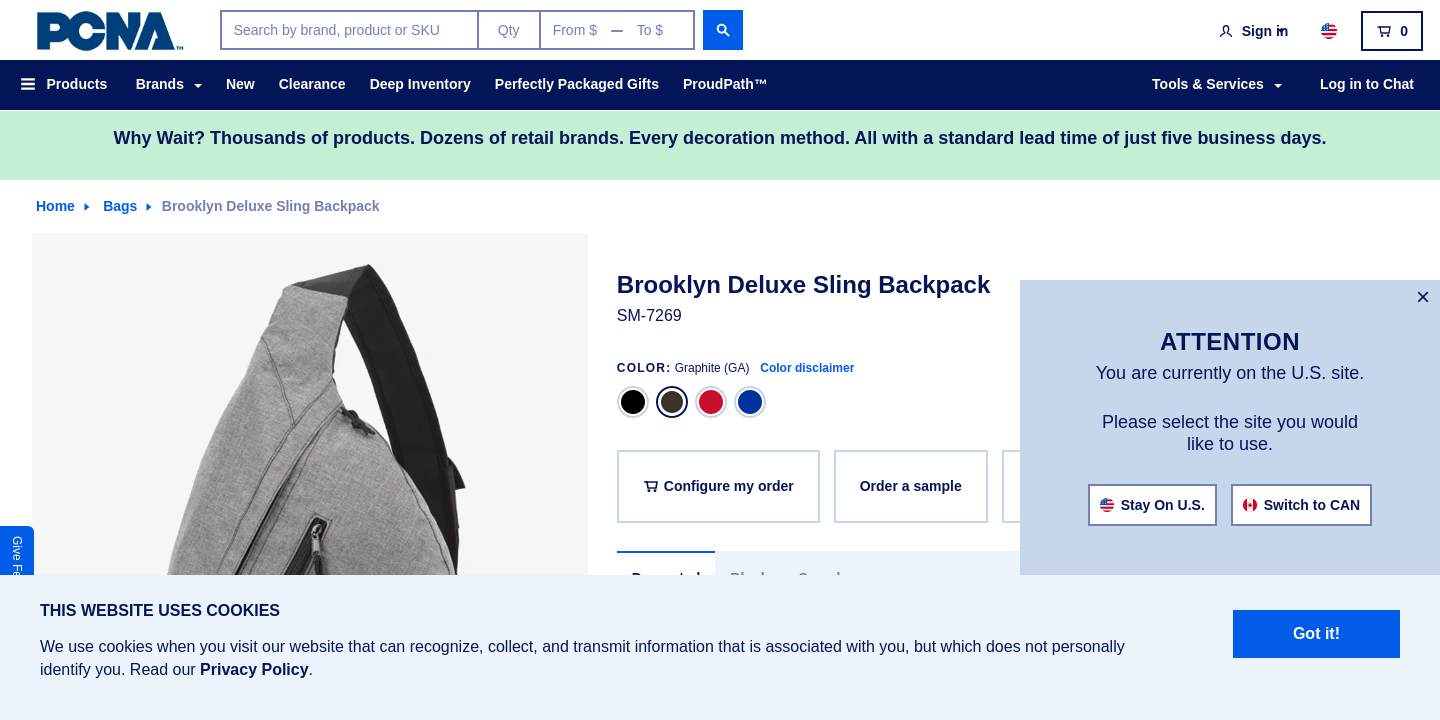 PCNA™
Search by brand, product or SKU
Qty
From $ — To $
Sign in
0
Products
Brands
New
Clearance
Deep Inventory
Perfectly Packaged Gifts
ProudPath™
Tools & Services
Log in to Chat
Why Wait? Thousands of products. Dozens of retail brands. Every decoration method. All with a standard lead time of just five business days.
Home
Bags
Brooklyn Deluxe Sling Backpack
Brooklyn Deluxe Sling Backpack
SM-7269
COLOR: Graphite (GA) Color disclaimer
Configure my order
Order a sample
×
ATTENTION
You are currently on the U.S. site.
Please select the site you would
like to use.
Stay On U.S.
Switch to CAN
Give
THIS WEBSITE USES COOKIES
We use cookies when you visit our website that can recognize, collect, and transmit information that is associated with you, but which does not personally
identify you. Read our Privacy Policy.
Got it!